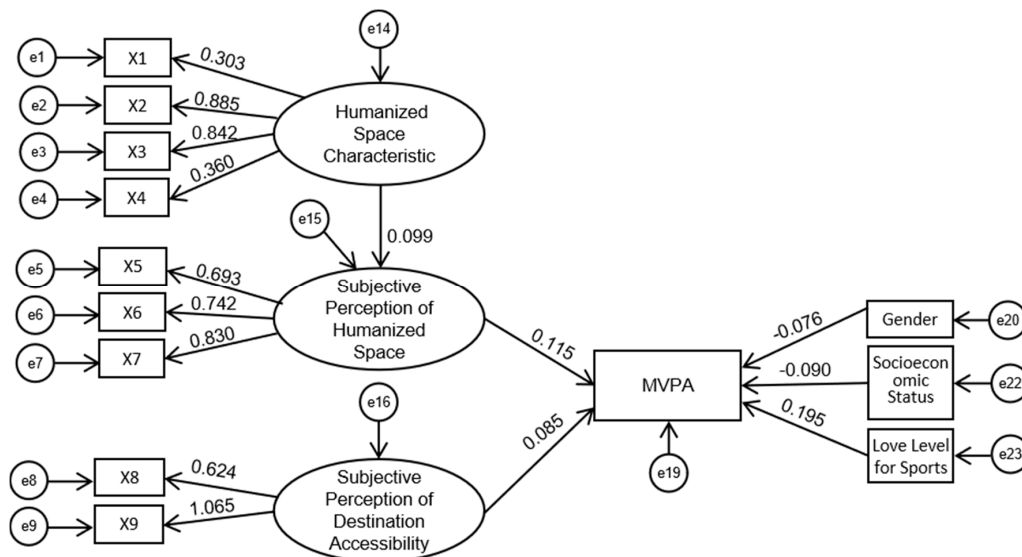 e14
e1
X1
0.303
e2
X2
0.885
Humanized
Space
Characteristic
e3
X3
0.842
e4
X4
0.360
e15
0.099
e5
X5
0.693
e6
X6
0.742
Subjective
Perception of
Humanized
Space
e7
X7
0.830
0.115
MVPA
-0.076
Gender
e20
-0.090
Socioecon
omic
Status
e22
0.195
Love Level
for Sports
e23
e19
e16
0.085
e8
X8
0.624
e9
X9
1.065
Subjective
Perception of
Destination
Accessibility